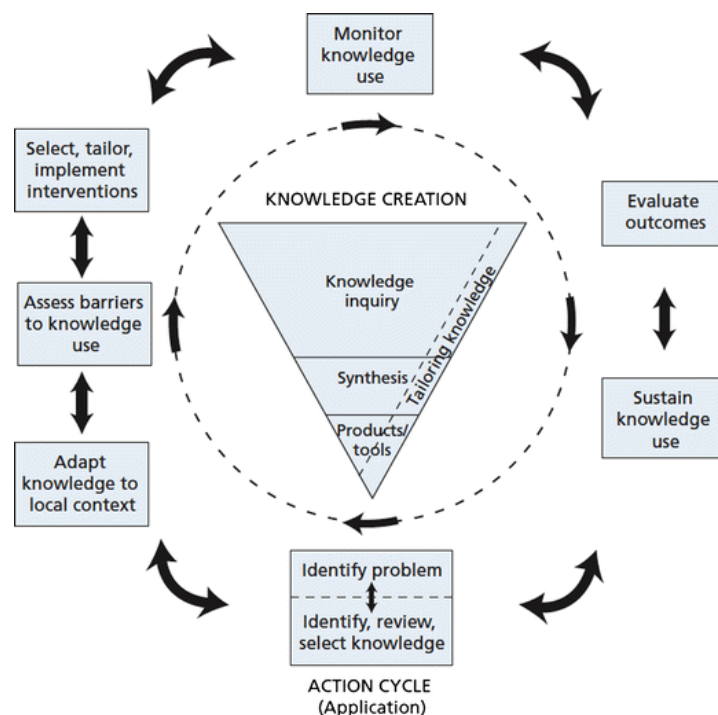 Monitor
knowledge
use
Select, tailor,
implement
interventions
Evaluate
outcomes
KNOWLEDGE CREATION
Knowledge
inquiry
Tailoring knowledge
Assess barriers
to knowledge
use
Synthesis
Products/
tools
Sustain
knowledge
use
Adapt
knowledge to
local context
Identify problem
Identify, review,
select knowledge
ACTION CYCLE
(Application)